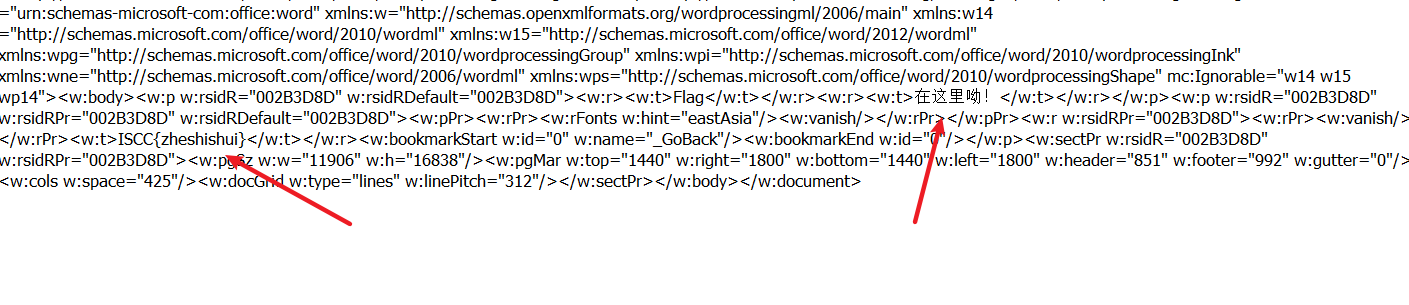 ="urn:schemas-microsoft-com:office:word" xmlns:w="http://schemas.openxmlformats.org/wordprocessingml/2006/main" xmlns:w14
="http://schemas.microsoft.com/office/word/2010/wordml" xmlns:w15="http://schemas.microsoft.com/office/word/2012/wordml"
xmlns:wpg="http://schemas.microsoft.com/office/word/2010/wordprocessingGroup" xmlns:wpi="http://schemas.microsoft.com/office/word/2010/wordprocessingInk"
xmlns:wne="http://schemas.microsoft.com/office/word/2006/wordml" xmlns:wps="http://schemas.microsoft.com/office/word/2010/wordprocessingShape" mc:Ignorable="w14 w15
wp14"><w:body><w:p w:rsidR="002B3D8D" w:rsidRDefault="002B3D8D"><w:r><w:t>Flag</w:t></w:r><w:r><w:t>在这里呦！</w:t></w:r></w:p><w:p w:rsidR="002B3D8D"
w:rsidRPr="002B3D8D" w:rsidRDefault="002B3D8D"><w:pPr><w:rPr><w:rFonts w:hint="eastAsia"/><w:vanish/></w:rPr></w:pPr><w:r w:rsidRPr="002B3D8D"><w:rPr><w:vanish/>
</w:rPr><w:t>ISCC{zheshishui}</w:t></w:r><w:bookmarkStart w:id="0" w:name="_GoBack"/><w:bookmarkEnd w:id="0"/></w:p><w:sectPr w:rsidR="002B3D8D"
w:rsidRPr="002B3D8D"><w:pgSz w:w="11906" w:h="16838"/><w:pgMar w:top="1440" w:right="1800" w:bottom="1440" w:left="1800" w:header="851" w:footer="992" w:gutter="0"/>
<w:cols w:space="425"/><w:docGrid w:type="lines" w:linePitch="312"/></w:sectPr></w:body></w:document>